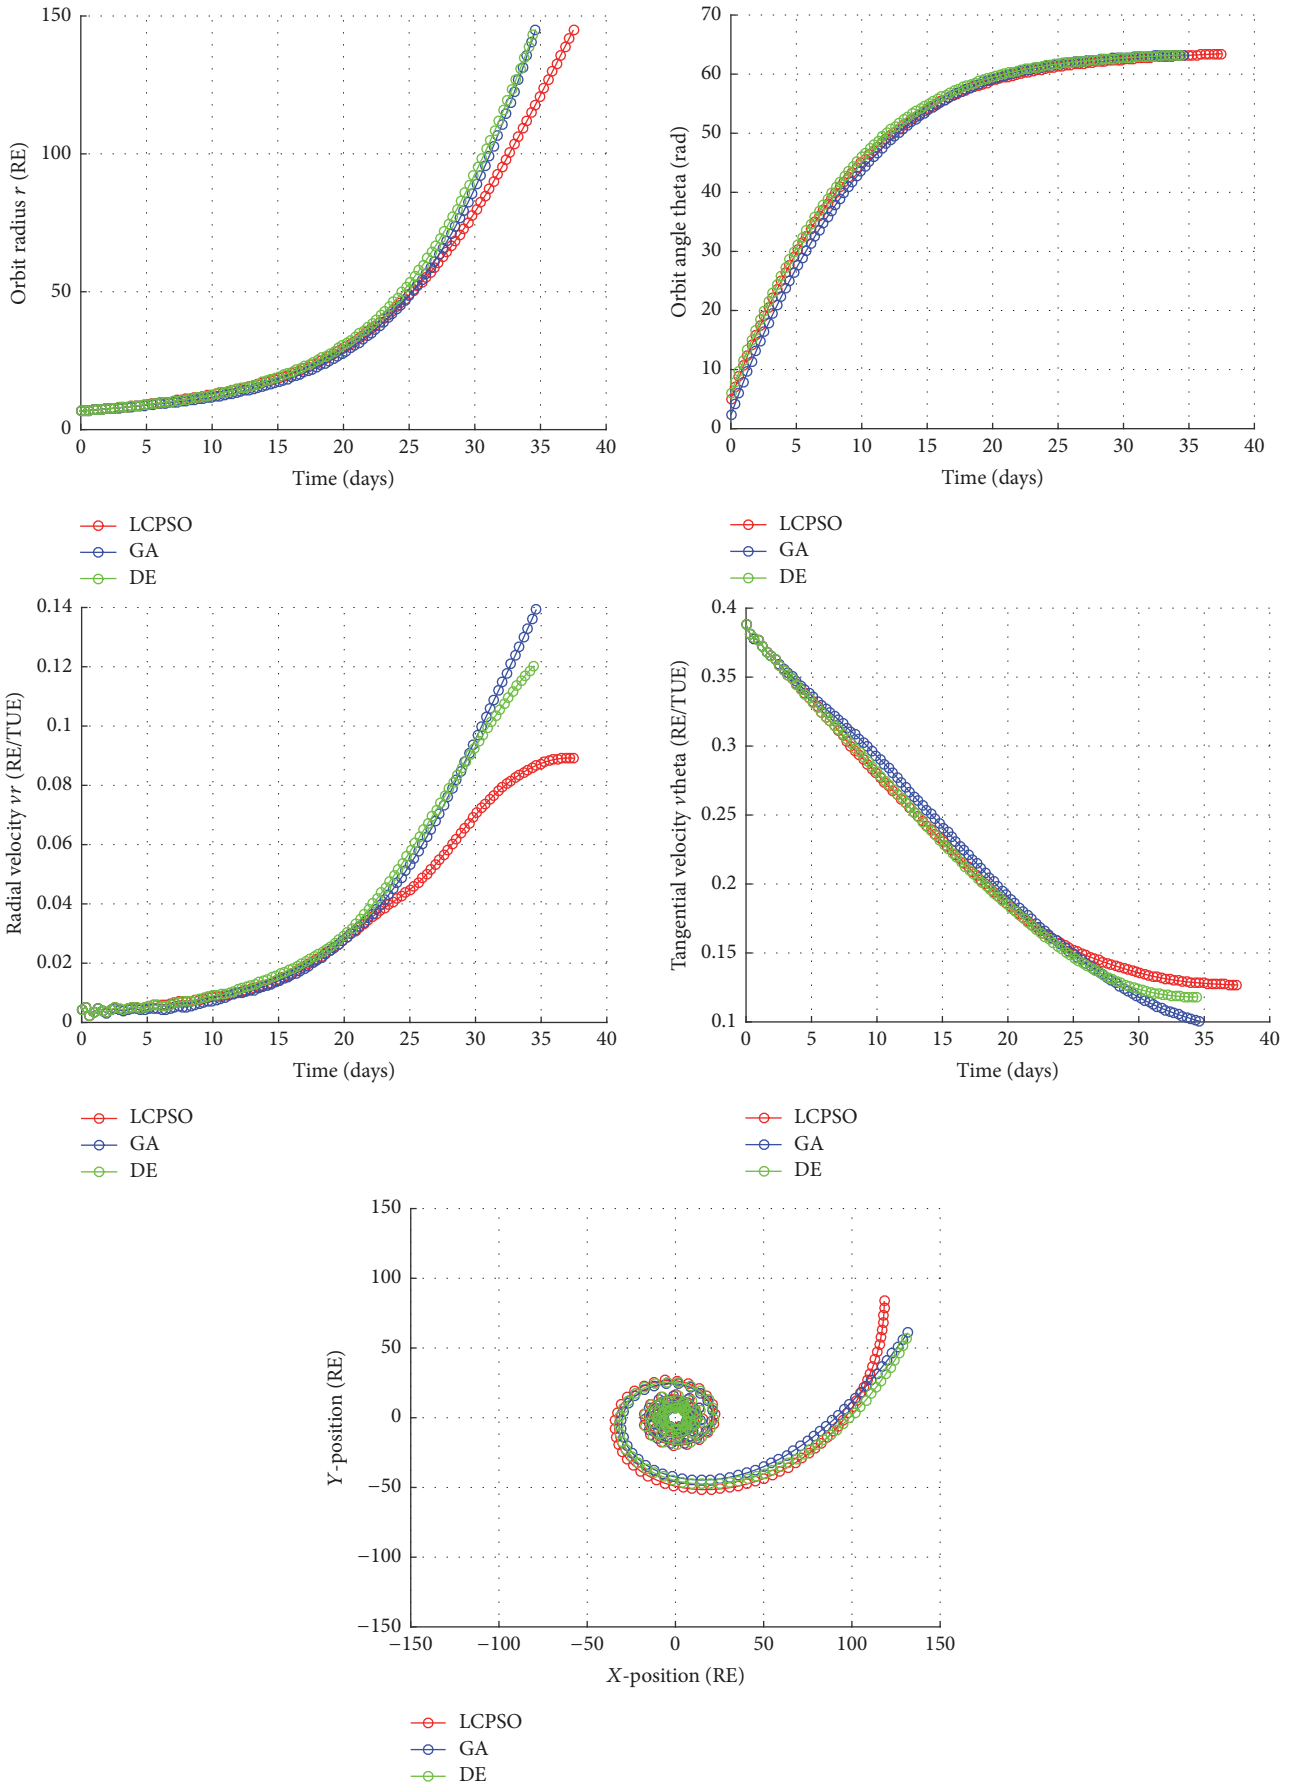 150
100
50
0
Orbit radius r (RE)
0 5 10 15 20 25 30 35 40
Time (days)
LCPSO
GA
DE
70
60
50
40
30
20
10
0
Orbit angle theta (rad)
0 5 10 15 20 25 30 35 40
Time (days)
LCPSO
GA
DE
0.14
0.12
0.1
0.08
0.06
0.04
0.02
0
Radial velocity vr (RE/TUE)
0 5 10 15 20 25 30 35 40
Time (days)
LCPSO
GA
DE
0.4
0.35
0.3
0.25
0.2
0.15
0.1
Tangential velocity vtheta (RE/TUE)
0 5 10 15 20 25 30 35 40
Time (days)
LCPSO
GA
DE
150
100
50
0
−50
−100
−150
Y-position (RE)
−150 −100 −50 0 50 100 150
X-position (RE)
LCPSO
GA
DE